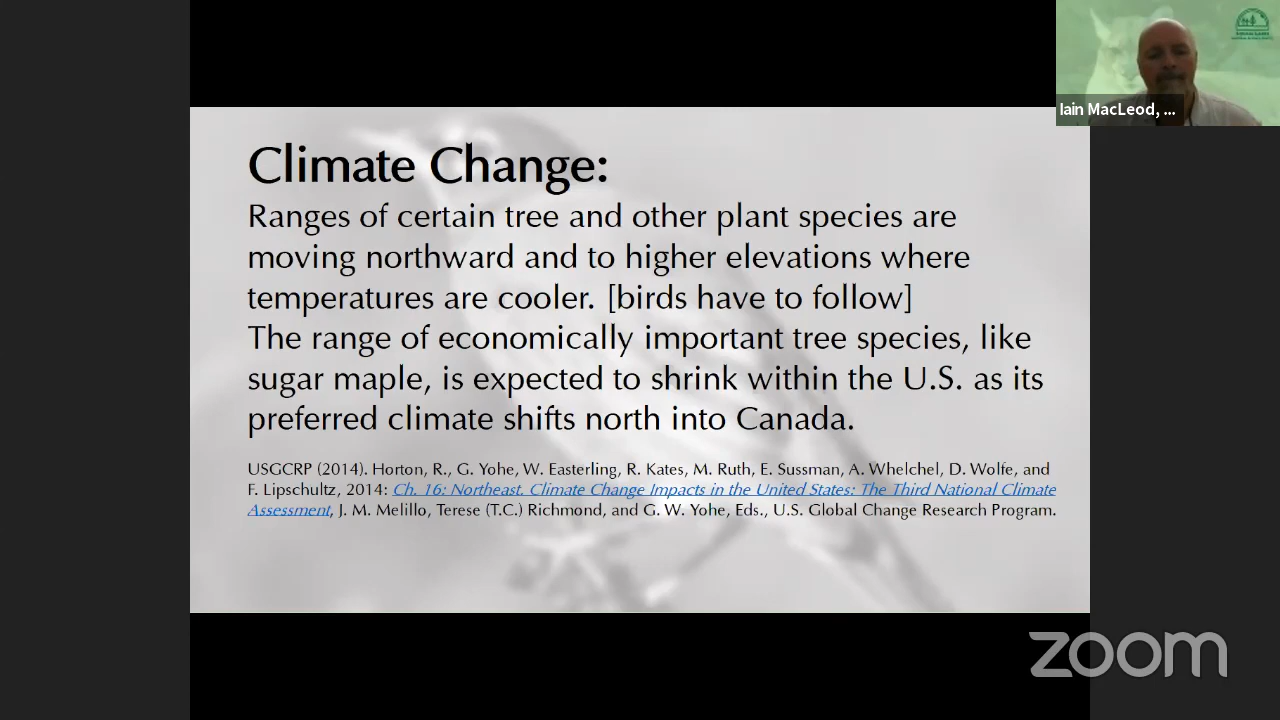 Iain MacLeod, ...
Climate Change:
Ranges of certain tree and other plant species are
moving northward and to higher elevations where
temperatures are cooler. [birds have to follow]
The range of economically important tree species, like
sugar maple, is expected to shrink within the U.S. as its
preferred climate shifts north into Canada.
USGCRP (2014). Horton, R., G. Yohe, W. Easterling, R. Kates, M. Ruth, E. Sussman, A. Whelchel, D. Wolfe, and
F. Lipschultz, 2014: Ch. 16: Northeast. Climate Change Impacts in the United States: The Third National Climate
Assessment, J. M. Melillo, Terese (T.C.) Richmond, and G. W. Yohe, Eds., U.S. Global Change Research Program.
zoom